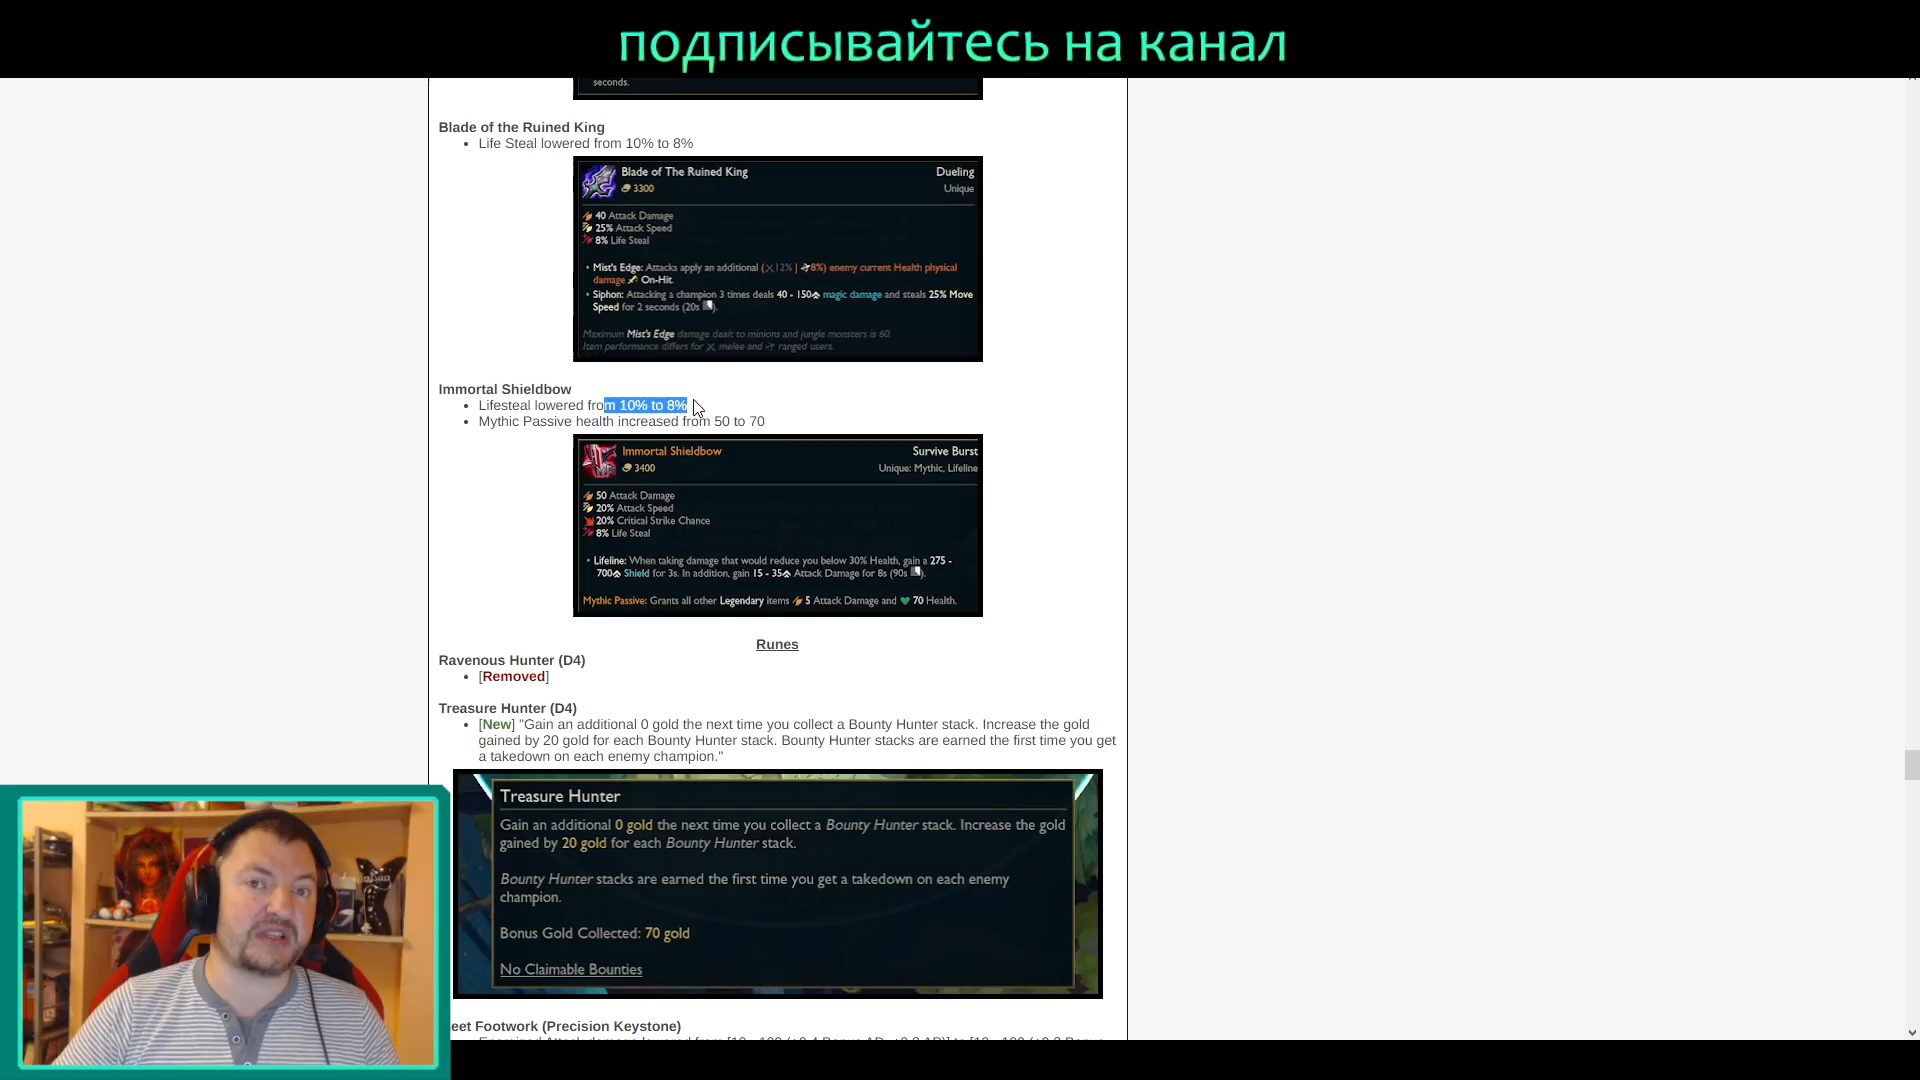 подписывайтесь на канал
seconds.
Blade of the Ruined King
• Life Steal lowered from 10% to 8%
Blade of The Ruined King
Dueling
3300
Unique
40 Attack Damage
25% Attack Speed
8% Life Steal
• Mist's Edge: Attacks apply an additional (12% | 8%) enemy current Health physical
damage On-Hit.
• Siphon: Attacking a champion 3 times deals 40 - 150 magic damage and steals 25% Move
Speed for 2 seconds (20s ).
Maximum Mist's Edge damage dealt to minions and jungle monsters is 60.
Item performance differs for melee and ranged users.
Immortal Shieldbow
• Lifesteal lowered from 10% to 8%
• Mythic Passive health increased from 50 to 70
Immortal Shieldbow
Survive Burst
3400
Unique: Mythic, Lifeline
50 Attack Damage
20% Attack Speed
20% Critical Strike Chance
8% Life Steal
• Lifeline: When taking damage that would reduce you below 30% Health, gain a 275 -
700 Shield for 3s. In addition, gain 15 - 35 Attack Damage for 8s (90s ).
Mythic Passive: Grants all other Legendary items 5 Attack Damage and 70 Health.
Runes
Ravenous Hunter (D4)
• [Removed]
Treasure Hunter (D4)
• [New] "Gain an additional 0 gold the next time you collect a Bounty Hunter stack. Increase the gold
gained by 20 gold for each Bounty Hunter stack. Bounty Hunter stacks are earned the first time you get
a takedown on each enemy champion."
Treasure Hunter
Gain an additional 0 gold the next time you collect a Bounty Hunter stack. Increase the gold
gained by 20 gold for each Bounty Hunter stack.
Bounty Hunter stacks are earned the first time you get a takedown on each enemy
champion.
Bonus Gold Collected: 70 gold
No Claimable Bounties
eet Footwork (Precision Keystone)